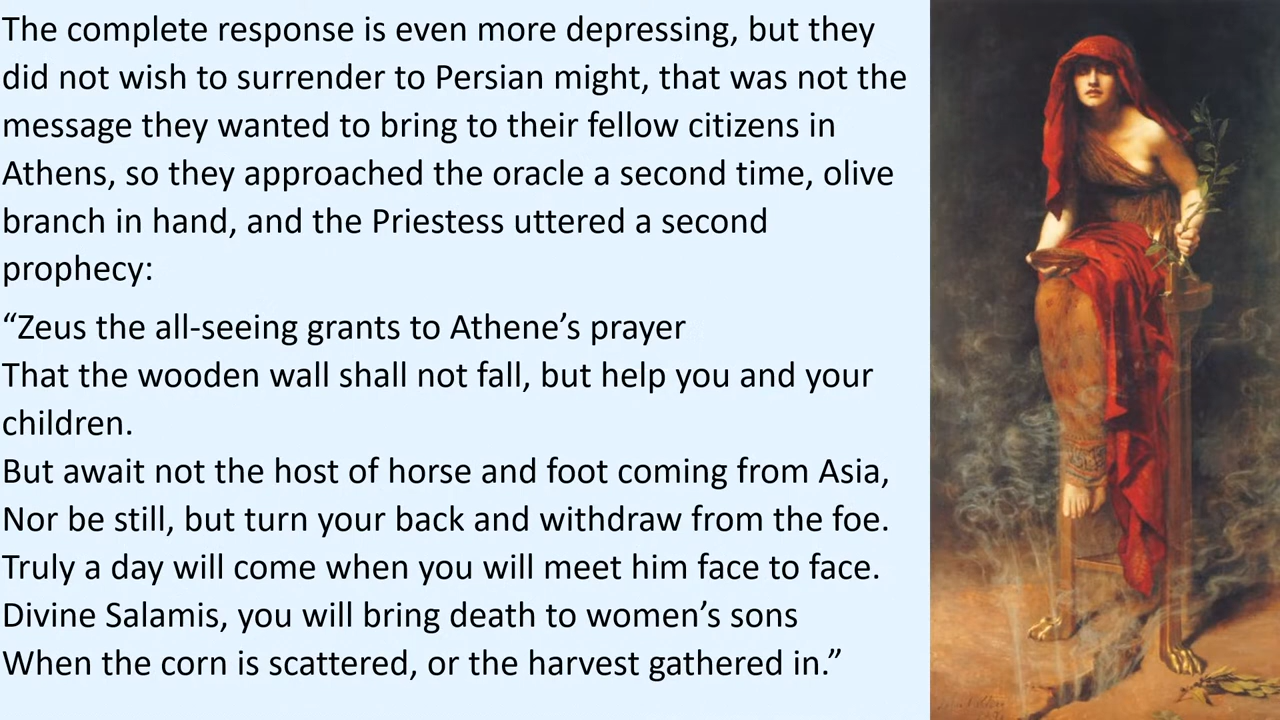 The complete response is even more depressing, but they
did not wish to surrender to Persian might, that was not the
message they wanted to bring to their fellow citizens in
Athens, so they approached the oracle a second time, olive
branch in hand, and the Priestess uttered a second
prophecy:
“Zeus the all-seeing grants to Athene’s prayer
That the wooden wall shall not fall, but help you and your
children.
But await not the host of horse and foot coming from Asia,
Nor be still, but turn your back and withdraw from the foe.
Truly a day will come when you will meet him face to face.
Divine Salamis, you will bring death to women’s sons
When the corn is scattered, or the harvest gathered in.”